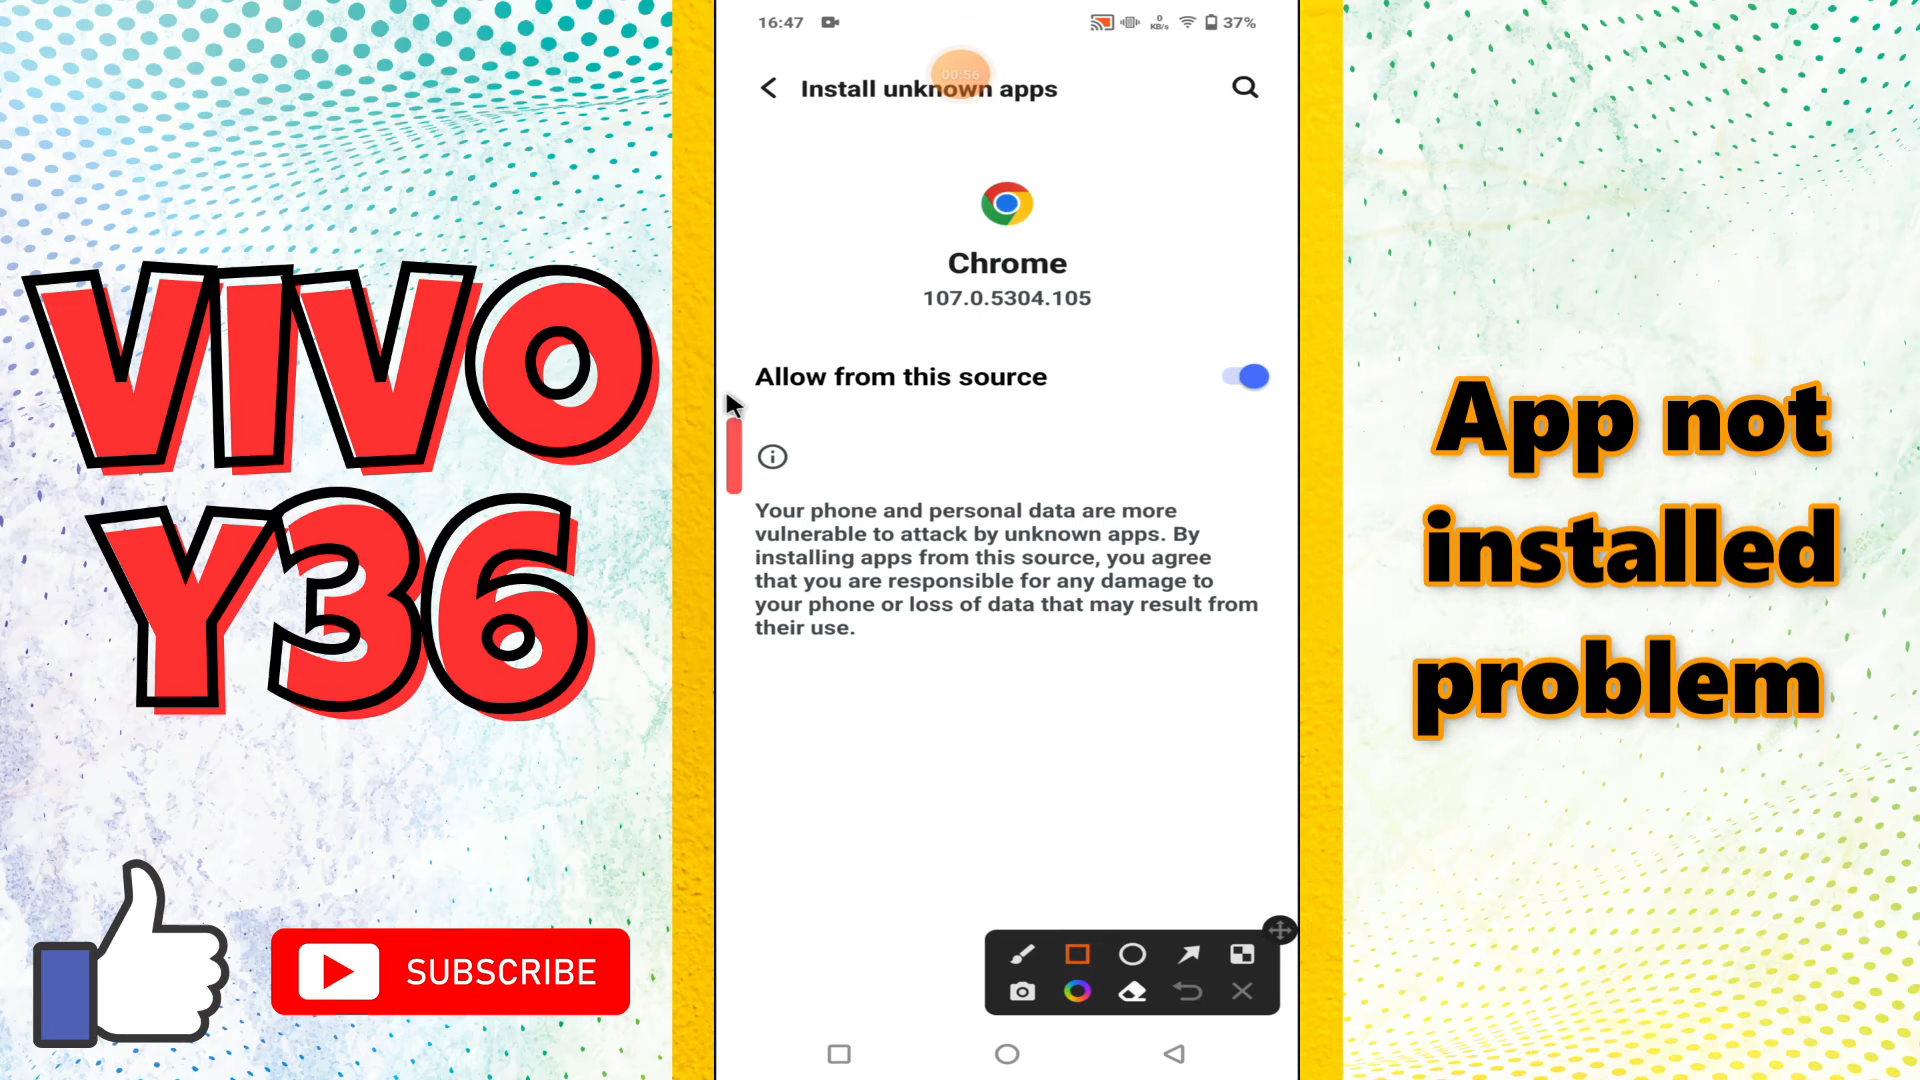 VIVO
Y36
SUBSCRIBE
16:47
0
KB/s
37%
00:56
Install unknown apps
Chrome
107.0.5304.105
Allow from this source
Your phone and personal data are more
vulnerable to attack by unknown apps. By
installing apps from this source, you agree
that you are responsible for any damage to
your phone or loss of data that may result from
their use.
App not
installed
problem